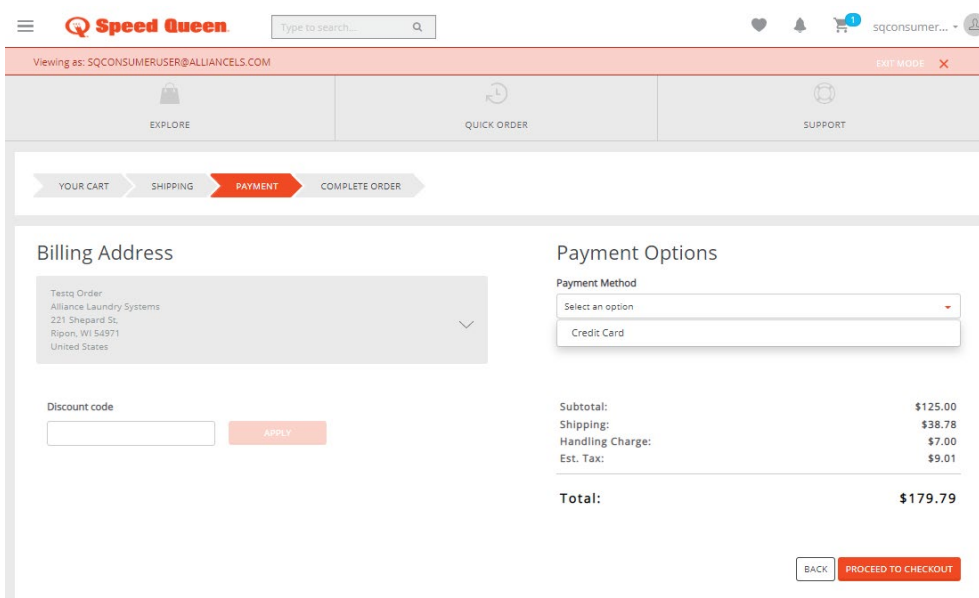 Speed Queen
Type to search...
1
sqconsumer...
Viewing as: SQCONSUMERUSER@ALLIANCELS.COM
EXIT MODE
EXPLORE
QUICK ORDER
SUPPORT
YOUR CART
SHIPPING
PAYMENT
COMPLETE ORDER
Billing Address
Testq Order
Alliance Laundry Systems
221 Shepard St,
Ripon, WI 54971
United States
Discount code
APPLY
Payment Options
Payment Method
Select an option
Credit Card
Subtotal: $125.00
Shipping: $38.78
Handling Charge: $7.00
Est. Tax: $9.01
Total: $179.79
BACK
PROCEED TO CHECKOUT